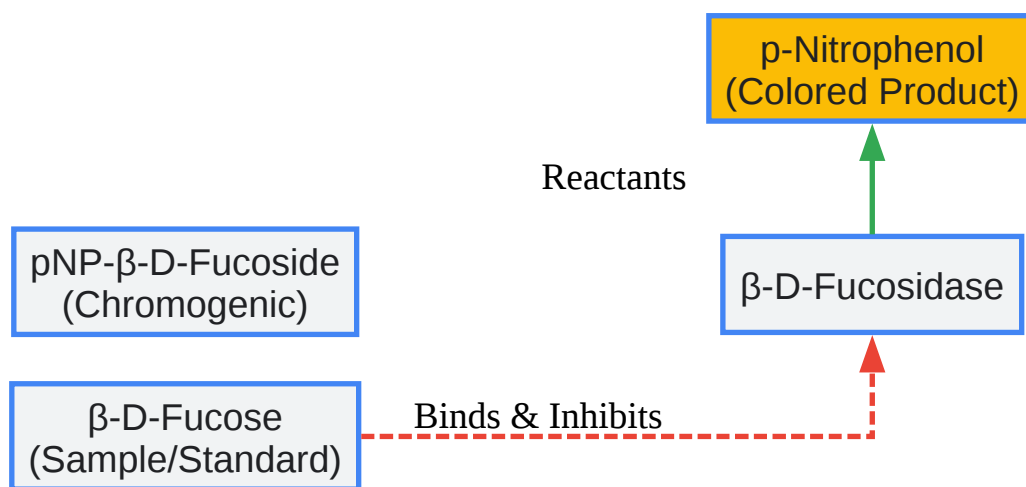 p-Nitrophenol
(Colored Product)
Reactants
pNP-β-D-Fucoside
(Chromogenic)
β-D-Fucosidase
β-D-Fucose
(Sample/Standard)
Binds & Inhibits